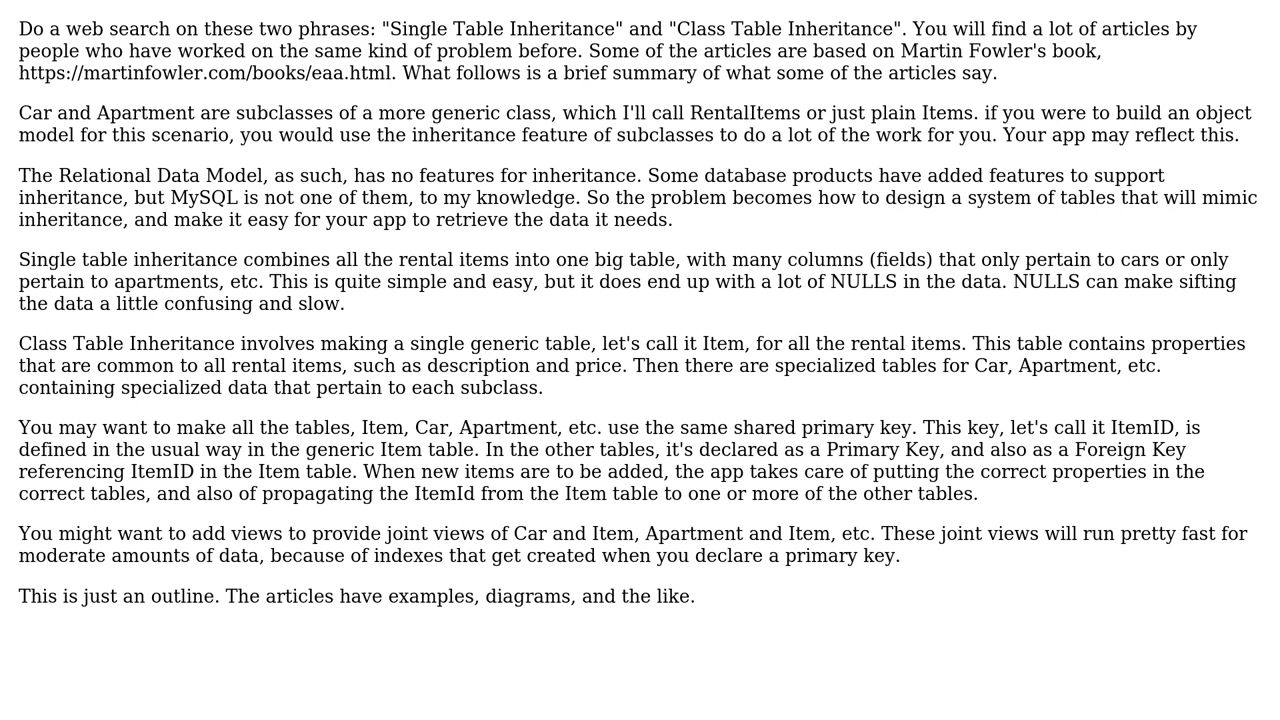 Do a web search on these two phrases: "Single Table Inheritance" and "Class Table Inheritance". You will find a lot of articles by
people who have worked on the same kind of problem before. Some of the articles are based on Martin Fowler's book,
https://martinfowler.com/books/eaa.html. What follows is a brief summary of what some of the articles say.
Car and Apartment are subclasses of a more generic class, which I'll call RentalItems or just plain Items. if you were to build an object
model for this scenario, you would use the inheritance feature of subclasses to do a lot of the work for you. Your app may reflect this.
The Relational Data Model, as such, has no features for inheritance. Some database products have added features to support
inheritance, but MySQL is not one of them, to my knowledge. So the problem becomes how to design a system of tables that will mimic
inheritance, and make it easy for your app to retrieve the data it needs.
Single table inheritance combines all the rental items into one big table, with many columns (fields) that only pertain to cars or only
pertain to apartments, etc. This is quite simple and easy, but it does end up with a lot of NULLS in the data. NULLS can make sifting
the data a little confusing and slow.
Class Table Inheritance involves making a single generic table, let's call it Item, for all the rental items. This table contains properties
that are common to all rental items, such as description and price. Then there are specialized tables for Car, Apartment, etc.
containing specialized data that pertain to each subclass.
You may want to make all the tables, Item, Car, Apartment, etc. use the same shared primary key. This key, let's call it ItemID, is
defined in the usual way in the generic Item table. In the other tables, it's declared as a Primary Key, and also as a Foreign Key
referencing ItemID in the Item table. When new items are to be added, the app takes care of putting the correct properties in the
correct tables, and also of propagating the ItemId from the Item table to one or more of the other tables.
You might want to add views to provide joint views of Car and Item, Apartment and Item, etc. These joint views will run pretty fast for
moderate amounts of data, because of indexes that get created when you declare a primary key.
This is just an outline. The articles have examples, diagrams, and the like.